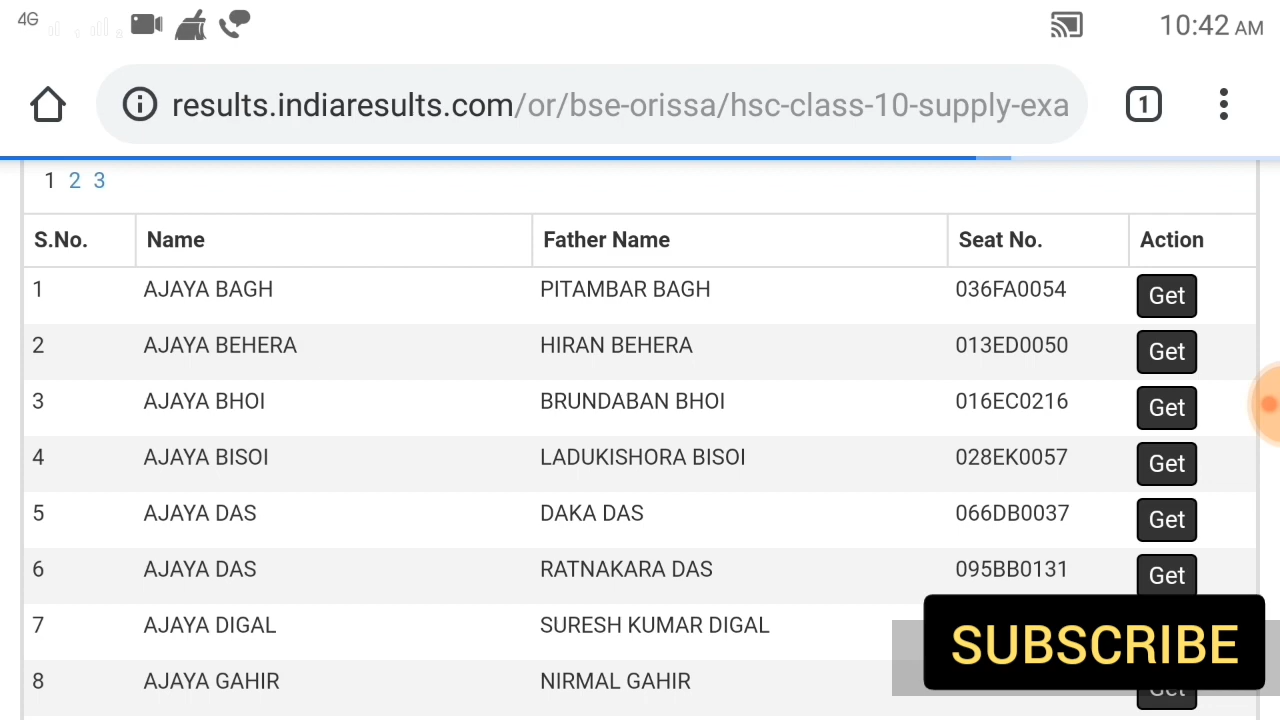 4G 10:42 AM
results.indiaresults.com/or/bse-orissa/hsc-class-10-supply-exa 1
1 2 3
S.No. Name Father Name Seat No. Action
1 AJAYA BAGH PITAMBAR BAGH 036FA0054 Get
2 AJAYA BEHERA HIRAN BEHERA 013ED0050 Get
3 AJAYA BHOI BRUNDABAN BHOI 016EC0216 Get
4 AJAYA BISOI LADUKISHORA BISOI 028EK0057 Get
5 AJAYA DAS DAKA DAS 066DB0037 Get
6 AJAYA DAS RATNAKARA DAS 095BB0131 Get
7 AJAYA DIGAL SURESH KUMAR DIGAL
SUBSCRIBE
8 AJAYA GAHIR NIRMAL GAHIR Get